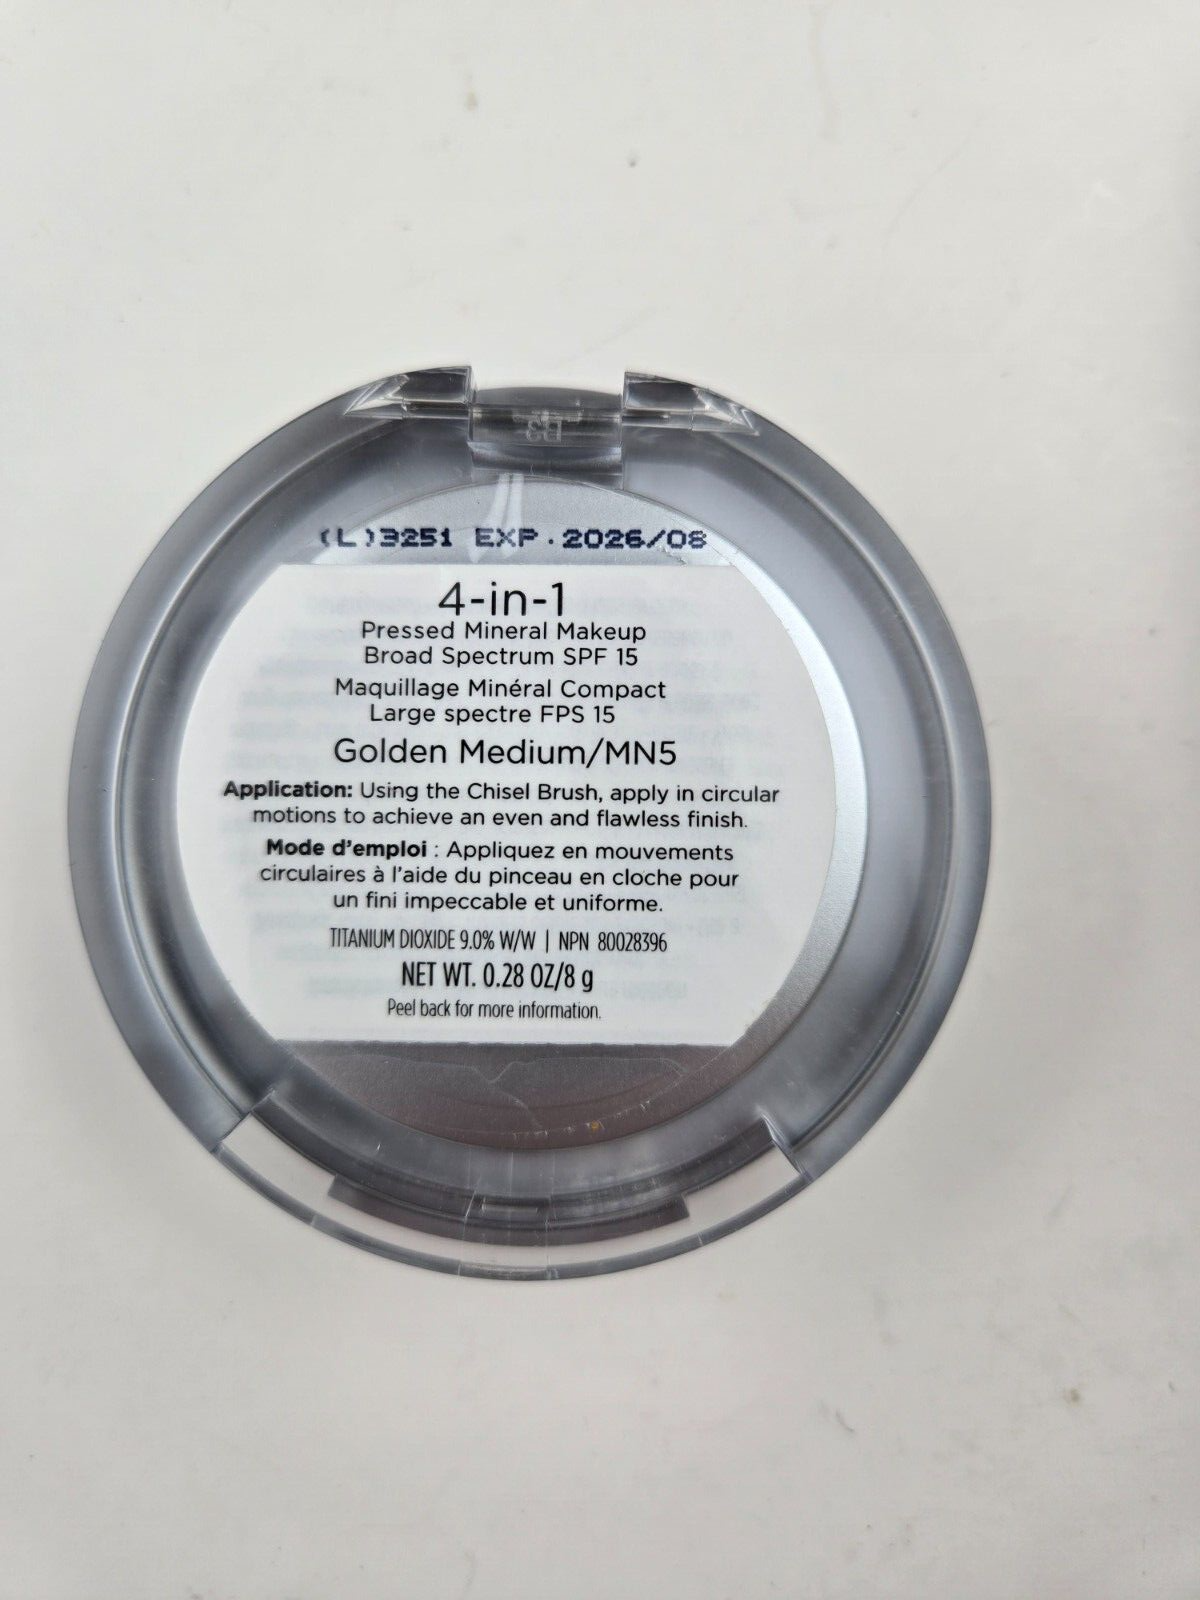 (L)3251 EXP. 2026/08
4-in-1
Pressed Mineral Makeup
Broad Spectrum SPF 15
Maquillage Minéral Compact
Large spectre FPS 15
Golden Medium/MN5
Application: Using the Chisel Brush, apply in circular
motions to achieve an even and flawless finish.
Mode d'emploi : Appliquez en mouvements
circulaires à l'aide du pinceau en cloche pour
un fini impeccable et uniforme.
TITANIUM DIOXIDE 9.0% W/W | NPN 80028396
NET WT. 0.28 OZ/8 g
Peel back for more information.